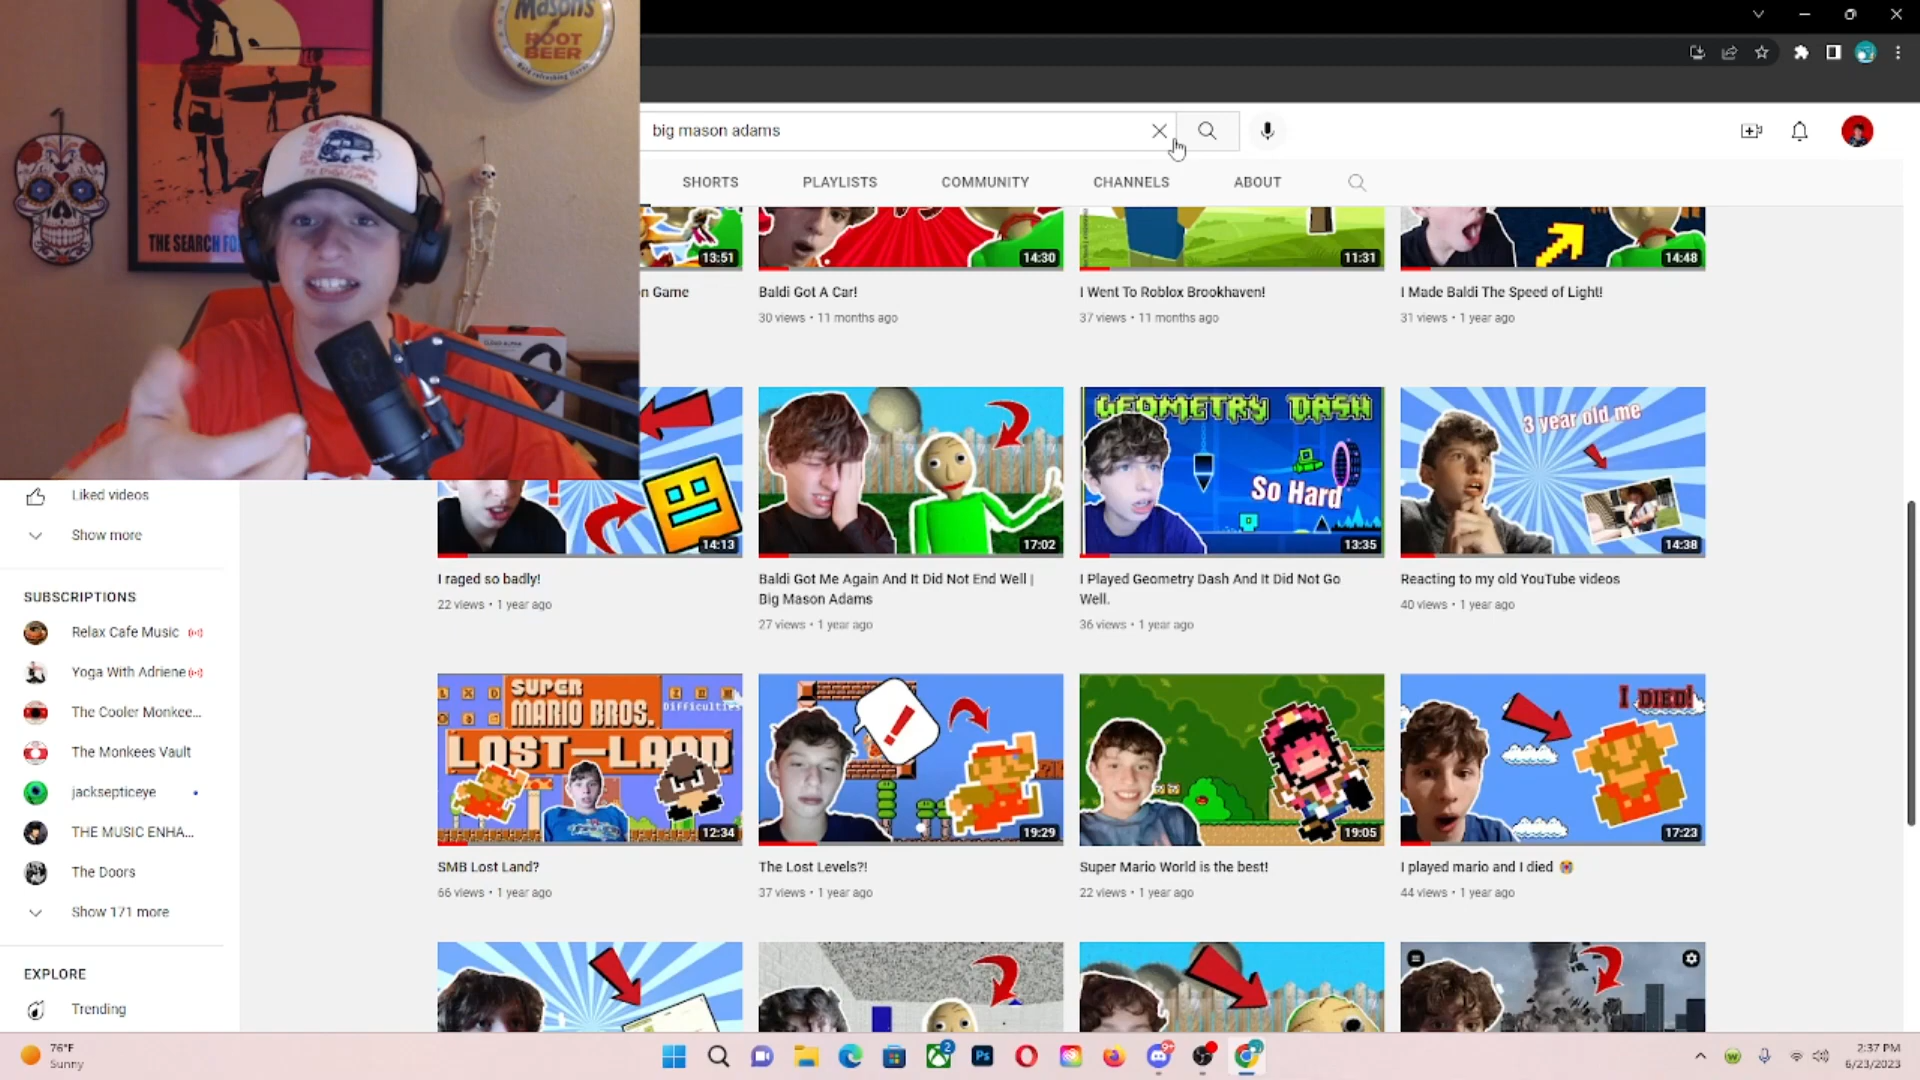 Mason's
ROOT
BEER
THE SEARCH FO
big mason adams
SHORTS
PLAYLISTS
COMMUNITY
CHANNELS
ABOUT
13:51
14:30
11:31
14:48
n Game
Baldi Got A Car!
I Went To Roblox Brookhaven!
I Made Baldi The Speed of Light!
30 views • 11 months ago
37 views • 11 months ago
31 views • 1 year ago
GEOMETRY DASH
So Hard
3 year old me
14:13
17:02
13:35
14:38
I raged so badly!
22 views • 1 year ago
Baldi Got Me Again And It Did Not End Well |
Big Mason Adams
27 views • 1 year ago
I Played Geometry Dash And It Did Not Go
Well.
36 views • 1 year ago
Reacting to my old YouTube videos
40 views • 1 year ago
SUPER
MARIO BROS.
Difficulties
LOST-LAND
I DIED!
12:34
19:29
19:05
17:23
SMB Lost Land?
66 views • 1 year ago
The Lost Levels?!
37 views • 1 year ago
Super Mario World is the best!
22 views • 1 year ago
I played mario and I died 😭
44 views • 1 year ago
Liked videos
Show more
SUBSCRIPTIONS
Relax Cafe Music
Yoga With Adriene
The Cooler Monkee...
The Monkees Vault
jacksepticeye
THE MUSIC ENHA...
The Doors
Show 171 more
EXPLORE
Trending
76°F
Sunny
2
Ps
9+
2:37 PM
6/23/2023